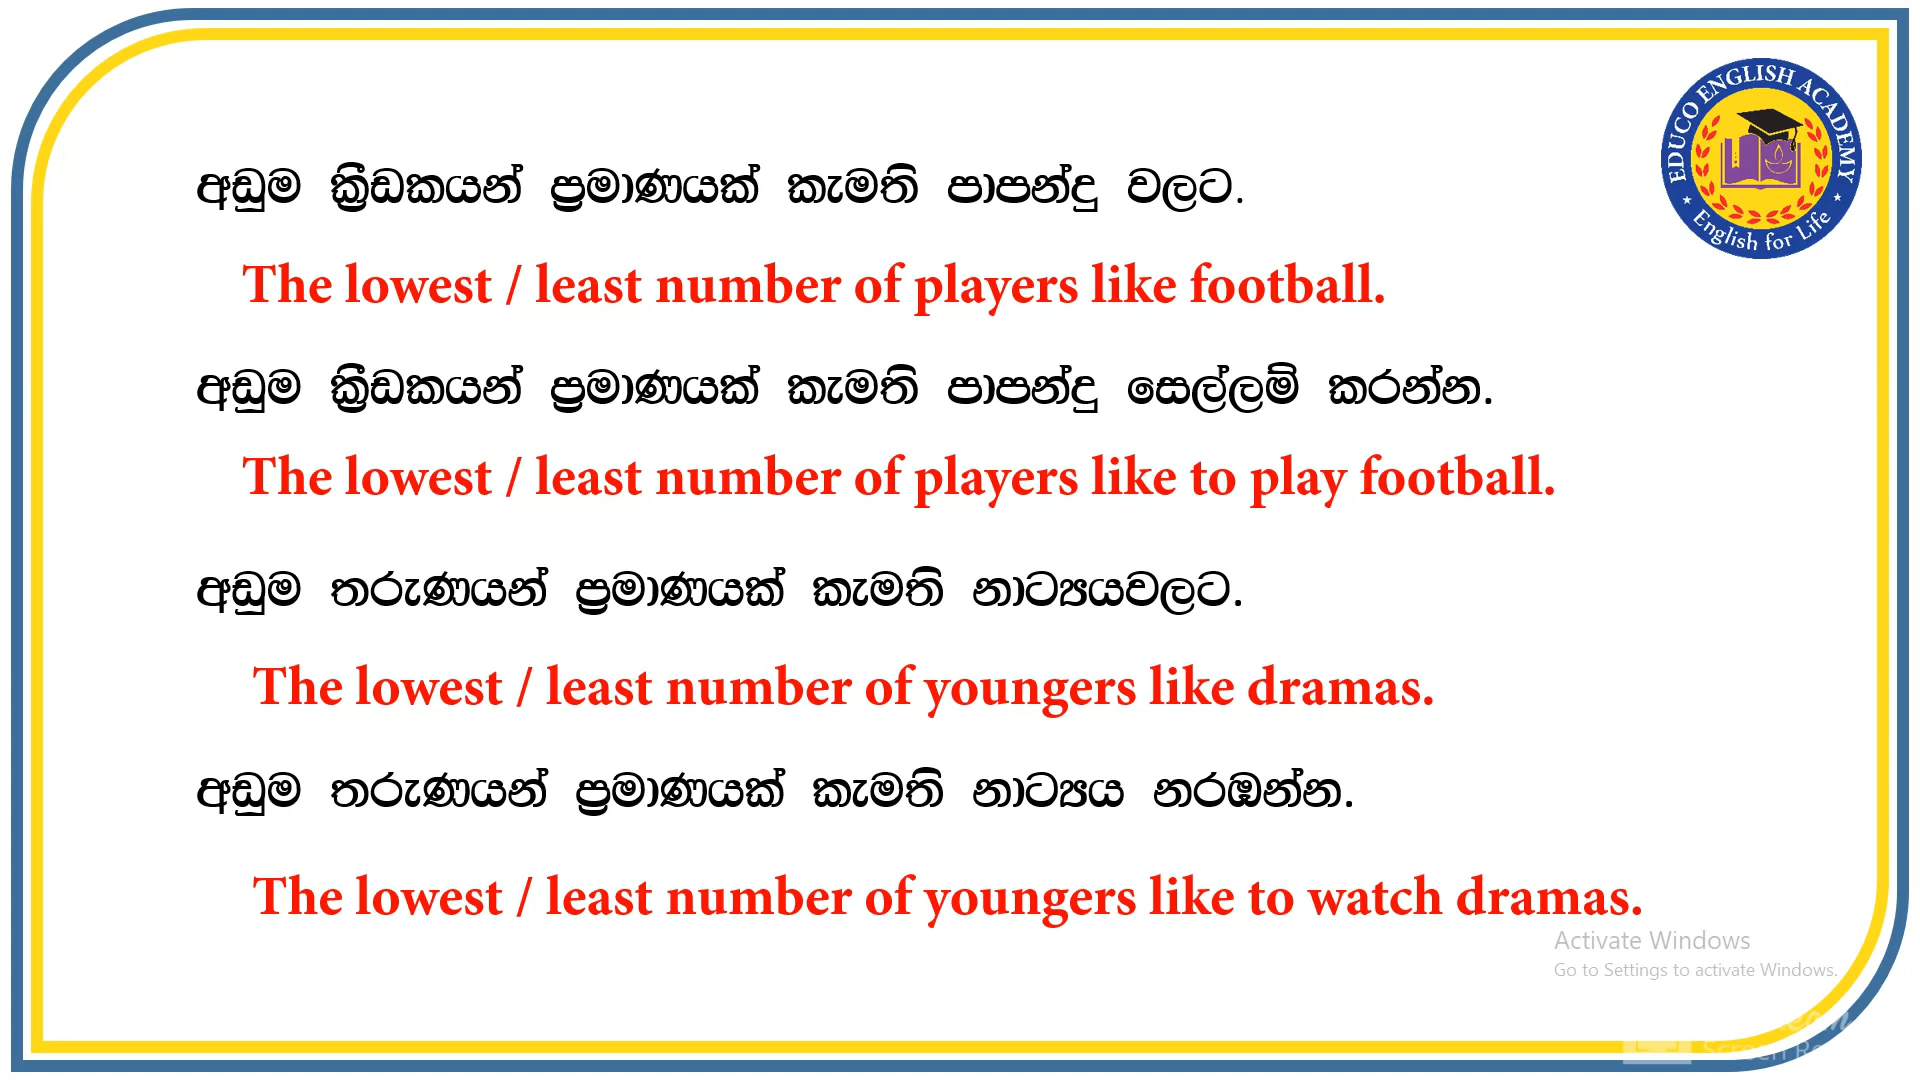 EDUCO ENGLISH ACADEMY
English for Life
අඩුම ක්‍රීඩකයන් ප්‍රමාණයක් කැමති පාපන්දු වලට.
The lowest / least number of players like football.
අඩුම ක්‍රීඩකයන් ප්‍රමාණයක් කැමති පාපන්දු සෙල්ලම් කරන්න.
The lowest / least number of players like to play football.
අඩුම තරුණයන් ප්‍රමාණයක් කැමති නාට්‍යයවලට.
The lowest / least number of youngers like dramas.
අඩුම තරුණයන් ප්‍රමාණයක් කැමති නාට්‍යය නරඹන්න.
The lowest / least number of youngers like to watch dramas.
Activate Windows
Go to Settings to activate Windows.
Screen